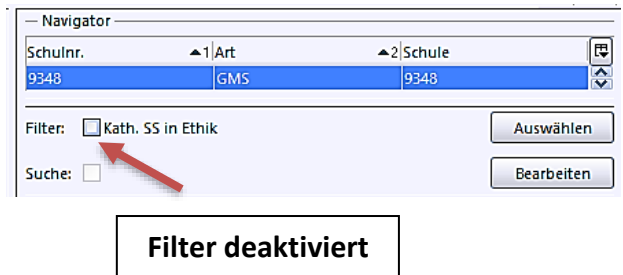 Navigator
Schulnr. ▲1 Art ▲2 Schule
9348 GMS 9348
Filter: Kath. SS in Ethik Auswählen
Suche: Bearbeiten
Filter deaktiviert